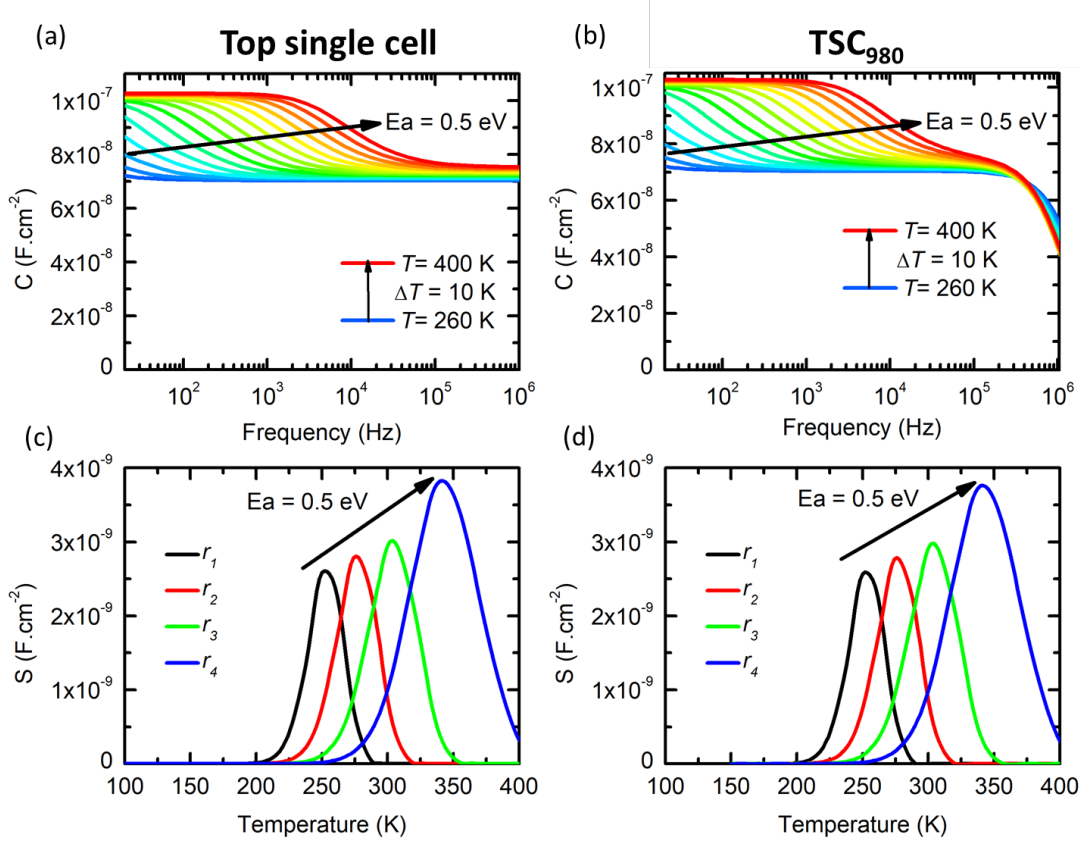 (a)
Top single cell
1x10⁻⁷
8x10⁻⁸
6x10⁻⁸
4x10⁻⁸
2x10⁻⁸
0
C (F.cm⁻²)
Ea = 0.5 eV
T= 400 K
ΔT = 10 K
T= 260 K
10² 10³ 10⁴ 10⁵ 10⁶
Frequency (Hz)
(b)
TSC₉₈₀
1x10⁻⁷
8x10⁻⁸
6x10⁻⁸
4x10⁻⁸
2x10⁻⁸
0
C (F.cm⁻²)
Ea = 0.5 eV
T= 400 K
ΔT = 10 K
T= 260 K
10² 10³ 10⁴ 10⁵ 10⁶
Frequency (Hz)
(c)
4x10⁻⁹
3x10⁻⁹
2x10⁻⁹
1x10⁻⁹
0
S (F.cm⁻²)
Ea = 0.5 eV
r₁
r₂
r₃
r₄
100 150 200 250 300 350 400
Temperature (K)
(d)
4x10⁻⁹
3x10⁻⁹
2x10⁻⁹
1x10⁻⁹
0
S (F.cm⁻²)
Ea = 0.5 eV
r₁
r₂
r₃
r₄
100 150 200 250 300 350 400
Temperature (K)